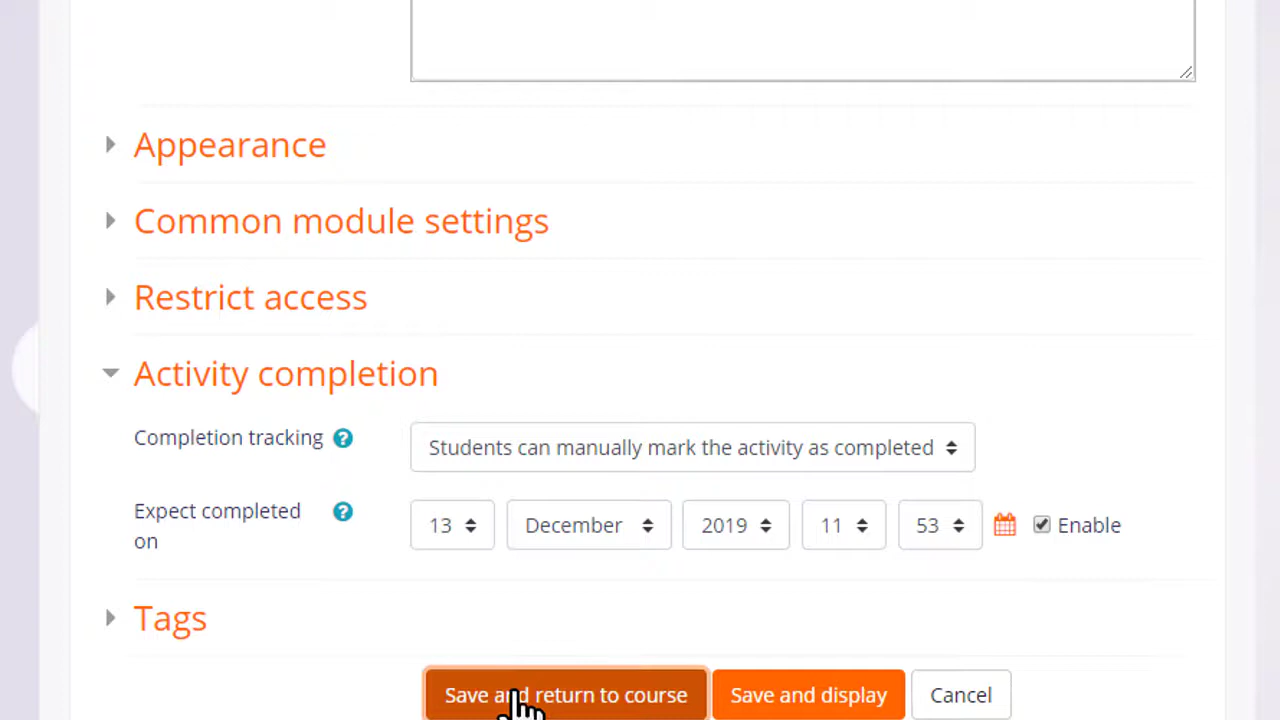 Appearance
Common module settings
Restrict access
Activity completion
Completion tracking ? Students can manually mark the activity as completed
Expect completed on ? 13 December 2019 11 53 Enable
Tags
Save and return to course Save and display Cancel